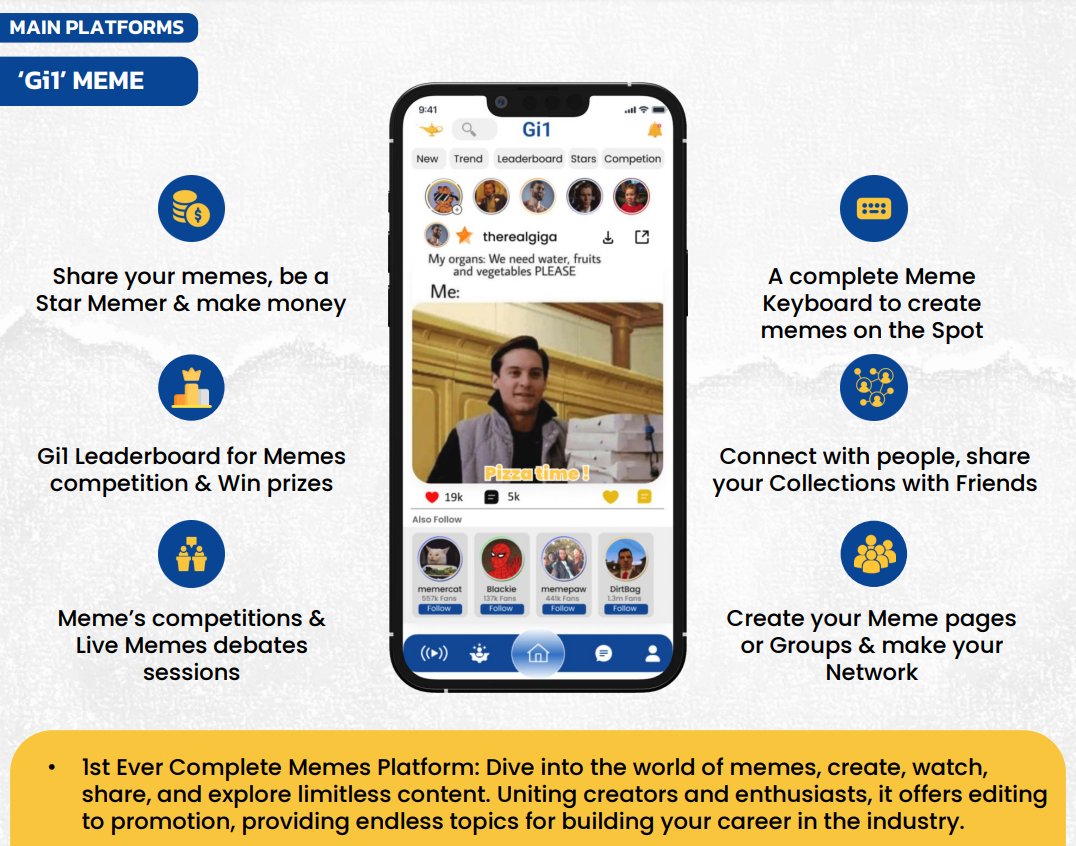 MAIN PLATFORMS
‘Gi1’ MEME
Share your memes, be a
Star Memer & make money
Gi1 Leaderboard for Memes
competition & Win prizes
Meme’s competitions &
Live Memes debates
sessions
9:41
Gi1
New Trend Leaderboard Stars Competion
therealgiga
My organs: We need water, fruits
and vegetables PLEASE
Me:
Pizza time !
19k 5k
Also Follow
memercat Blackie memepaw DirtBag
557k Fans 137k Fans 441k Fans 1.3m Fans
Follow Follow Follow Follow
A complete Meme
Keyboard to create
memes on the Spot
Connect with people, share
your Collections with Friends
Create your Meme pages
or Groups & make your
Network
• 1st Ever Complete Memes Platform: Dive into the world of memes, create, watch,
share, and explore limitless content. Uniting creators and enthusiasts, it offers editing
to promotion, providing endless topics for building your career in the industry.